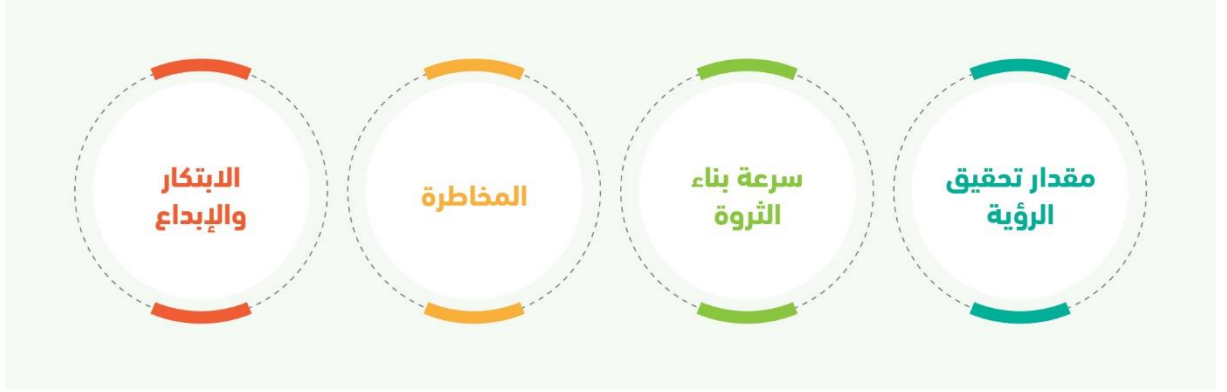 مقدار تحقيق
الرؤية
سرعة بناء
الثروة
المخاطرة
الابتكار
والإبداع